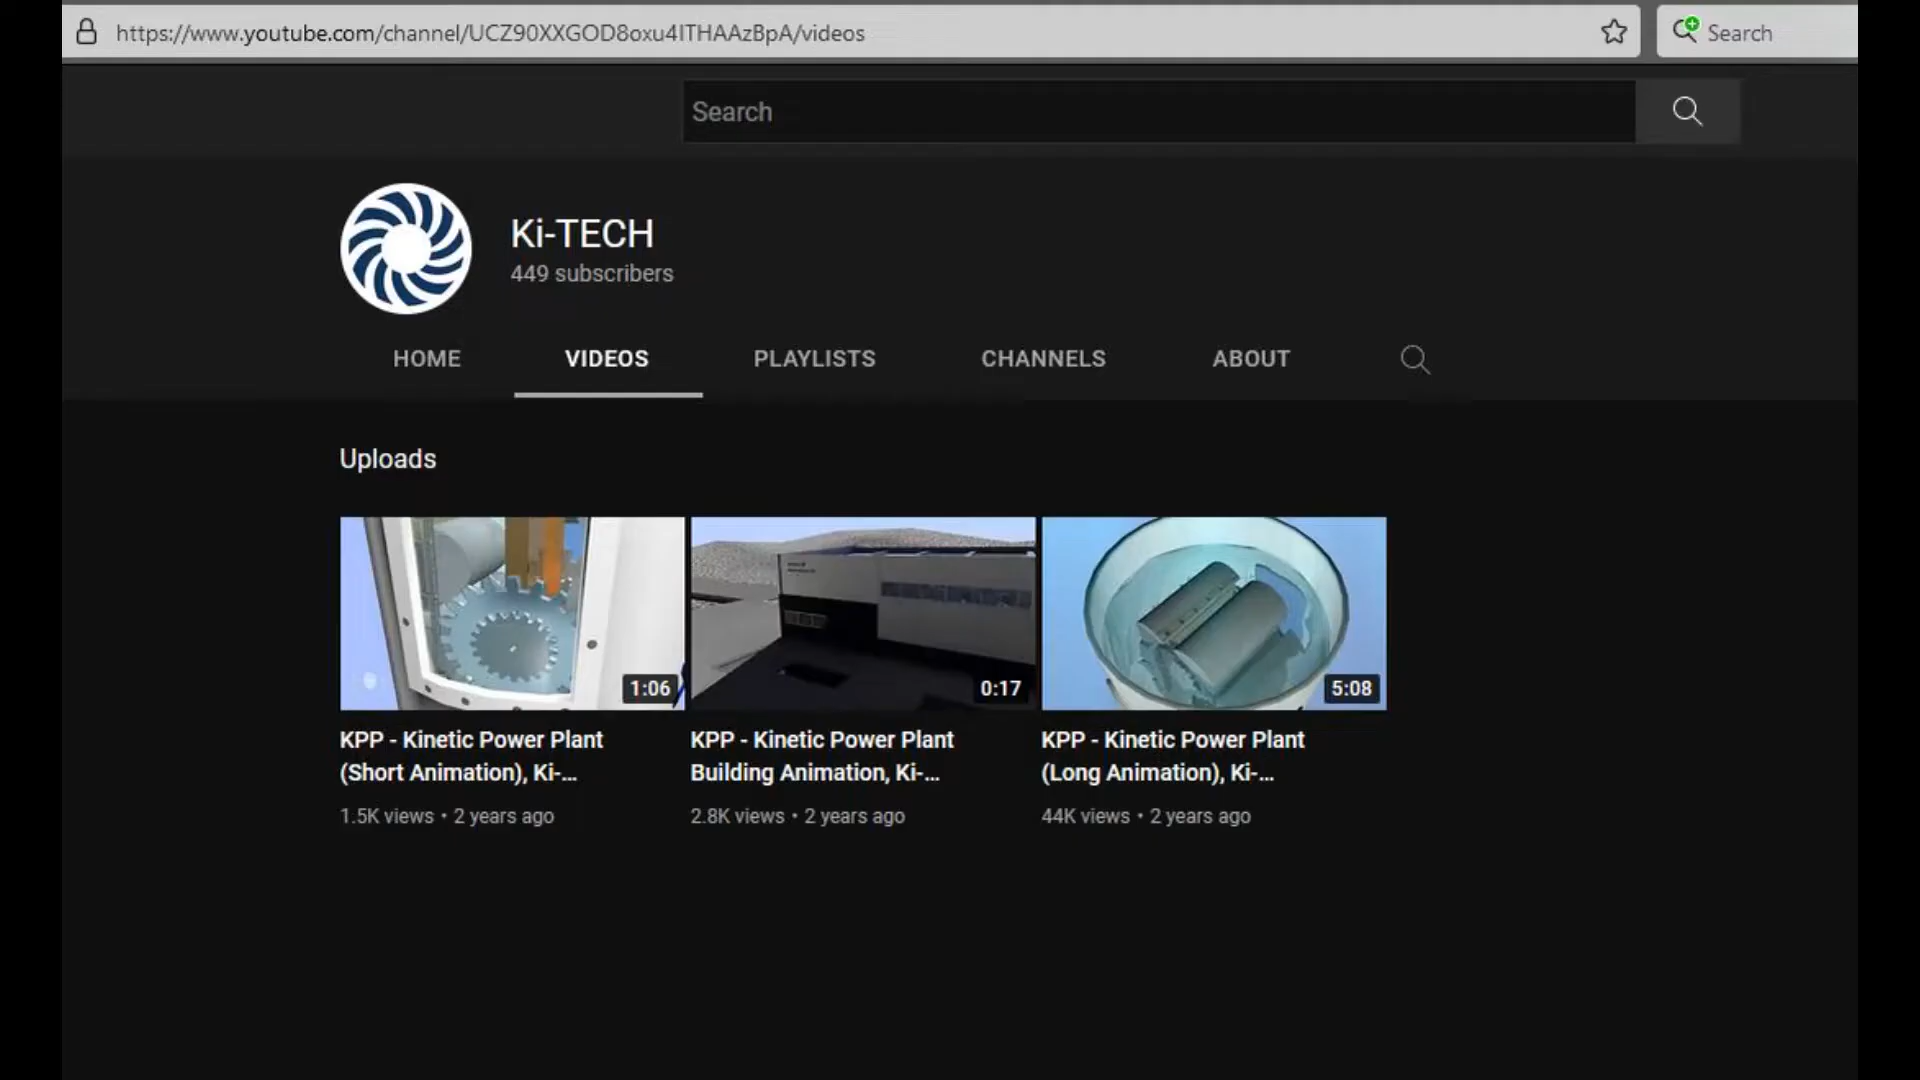 https://www.youtube.com/channel/UCZ90XXGOD8oxu4ITHAAzBpA/videos
Search
Search
Ki-TECH
449 subscribers
HOME
VIDEOS
PLAYLISTS
CHANNELS
ABOUT
Uploads
1:06
0:17
5:08
KPP - Kinetic Power Plant
(Short Animation), Ki-...
1.5K views • 2 years ago
KPP - Kinetic Power Plant
Building Animation, Ki-...
2.8K views • 2 years ago
KPP - Kinetic Power Plant
(Long Animation), Ki-...
44K views • 2 years ago